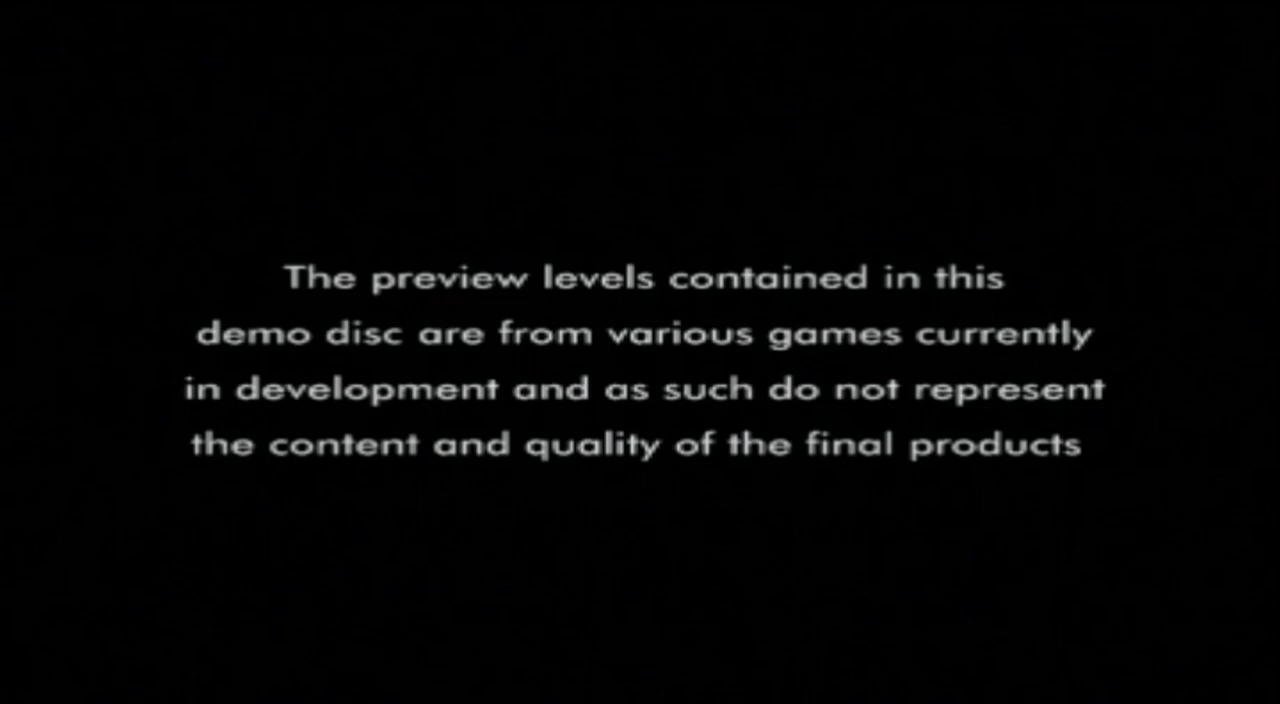 The preview levels contained in this
demo disc are from various games currently
in development and as such do not represent
the content and quality of the final products